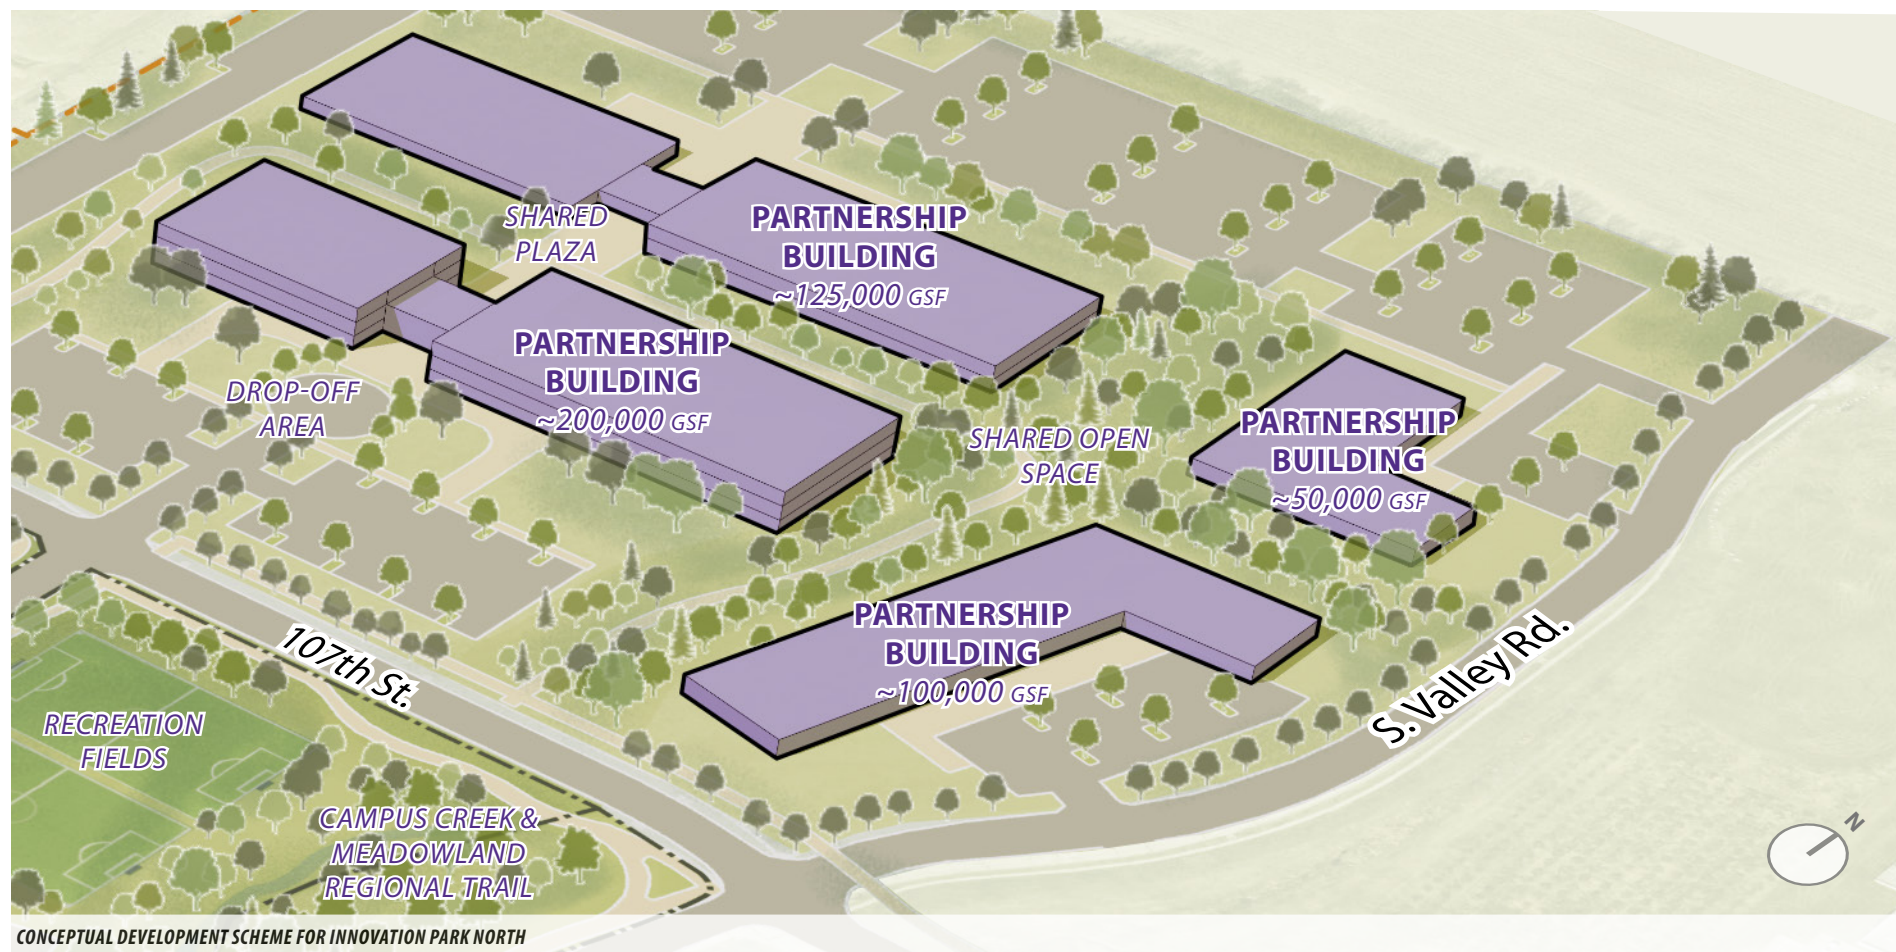 SHARED
PLAZA
PARTNERSHIP
BUILDING
~125,000 GSF
PARTNERSHIP
BUILDING
~200,000 GSF
DROP-OFF
AREA
SHARED OPEN
SPACE
PARTNERSHIP
BUILDING
~50,000 GSF
PARTNERSHIP
BUILDING
~100,000 GSF
107th St.
S. Valley Rd.
RECREATION
FIELDS
CAMPUS CREEK &
MEADOWLAND
REGIONAL TRAIL
N
CONCEPTUAL DEVELOPMENT SCHEME FOR INNOVATION PARK NORTH